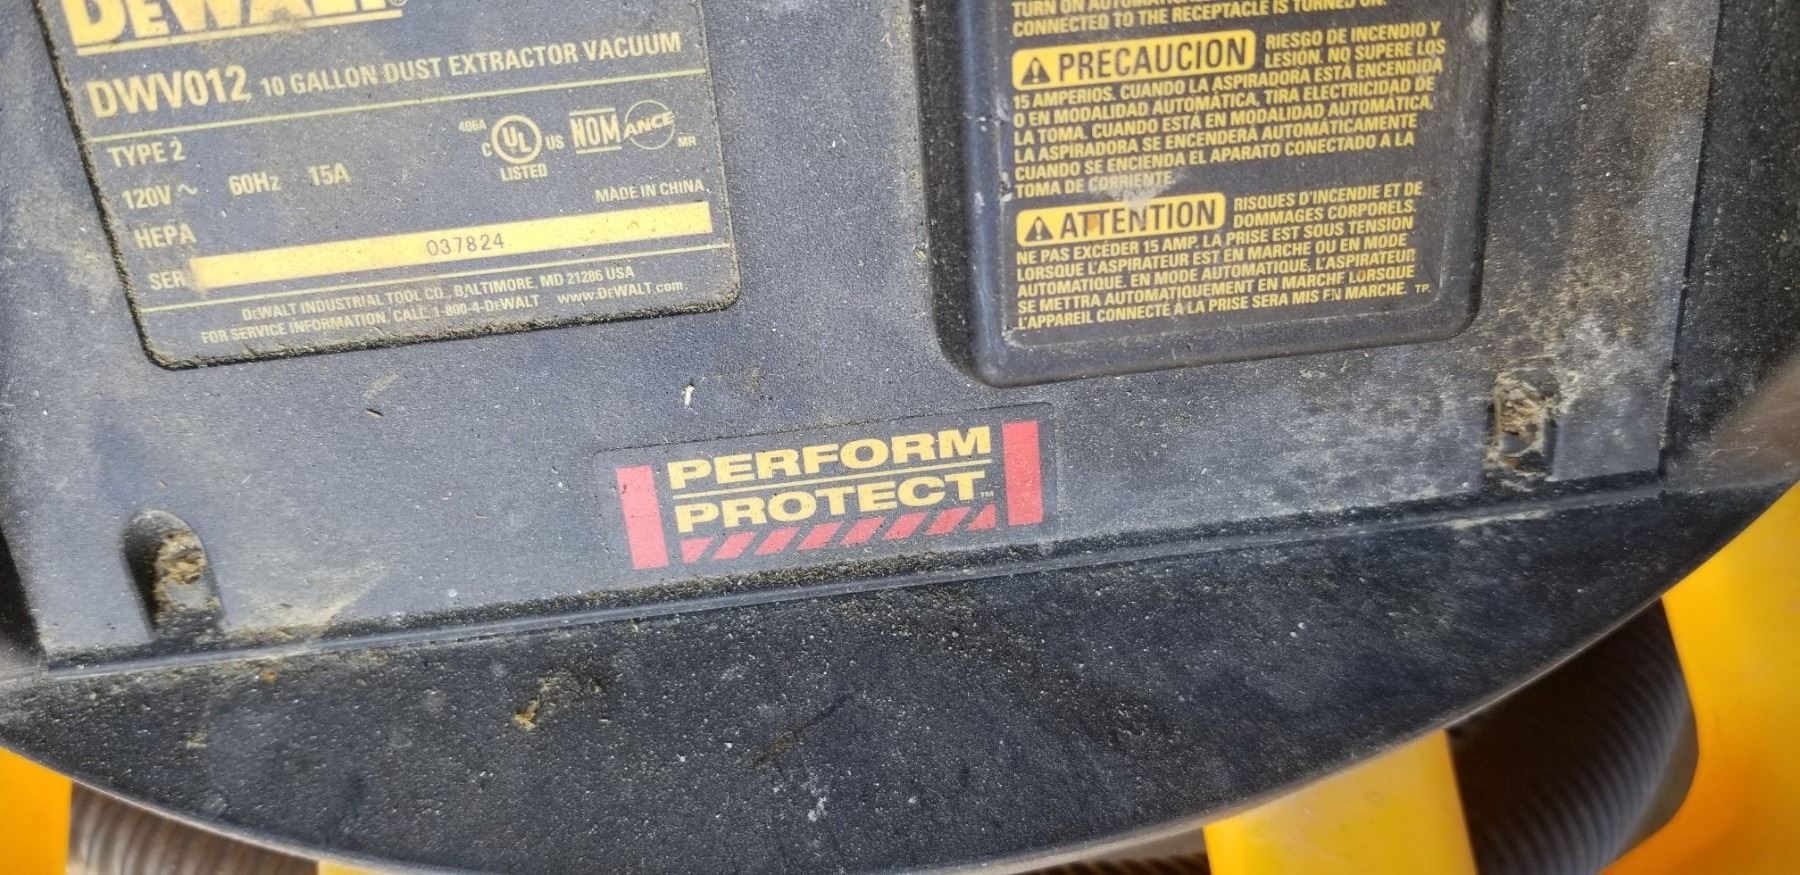 DEWALT®
DWV012 10 GALLON DUST EXTRACTOR VACUUM
TYPE 2
120V ~ 60Hz 15A
406A
C UL US
LISTED
NOM ANCE MR
MADE IN CHINA
HEPA
SER 037824
DEWALT INDUSTRIAL TOOL CO., BALTIMORE, MD 21286 USA
FOR SERVICE INFORMATION, CALL 1-800-4-DEWALT www.DEWALT.com
TURN ON
CONNECTED TO THE RECEPTACLE IS TURNED ON.
PRECAUCION RIESGO DE INCENDIO Y
LESIÓN. NO SUPERE LOS
15 AMPERIOS. CUANDO LA ASPIRADORA ESTÁ ENCENDIDA
O EN MODALIDAD AUTOMÁTICA, TIRA ELECTRICIDAD DE
LA TOMA. CUANDO ESTÁ EN MODALIDAD AUTOMÁTICA,
LA ASPIRADORA SE ENCENDERÁ AUTOMÁTICAMENTE
CUANDO SE ENCIENDA EL APARATO CONECTADO A LA
TOMA DE CORRIENTE.
ATTENTION RISQUES D'INCENDIE ET DE
DOMMAGES CORPORELS.
NE PAS EXCÉDER 15 AMP. LA PRISE EST SOUS TENSION
LORSQUE L'ASPIRATEUR EST EN MARCHE OU EN MODE
AUTOMATIQUE. EN MODE AUTOMATIQUE, L'ASPIRATEUR
SE METTRA AUTOMATIQUEMENT EN MARCHE LORSQUE
L'APPAREIL CONNECTÉ À LA PRISE SERA MIS EN MARCHE. TP
PERFORM
PROTECT™